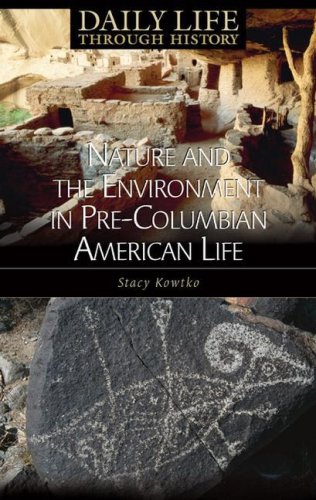 DAILY LIFE
THROUGH HISTORY
NATURE AND
THE ENVIRONMENT
IN PRE-COLUMBIAN
AMERICAN LIFE
Stacy Kowtko